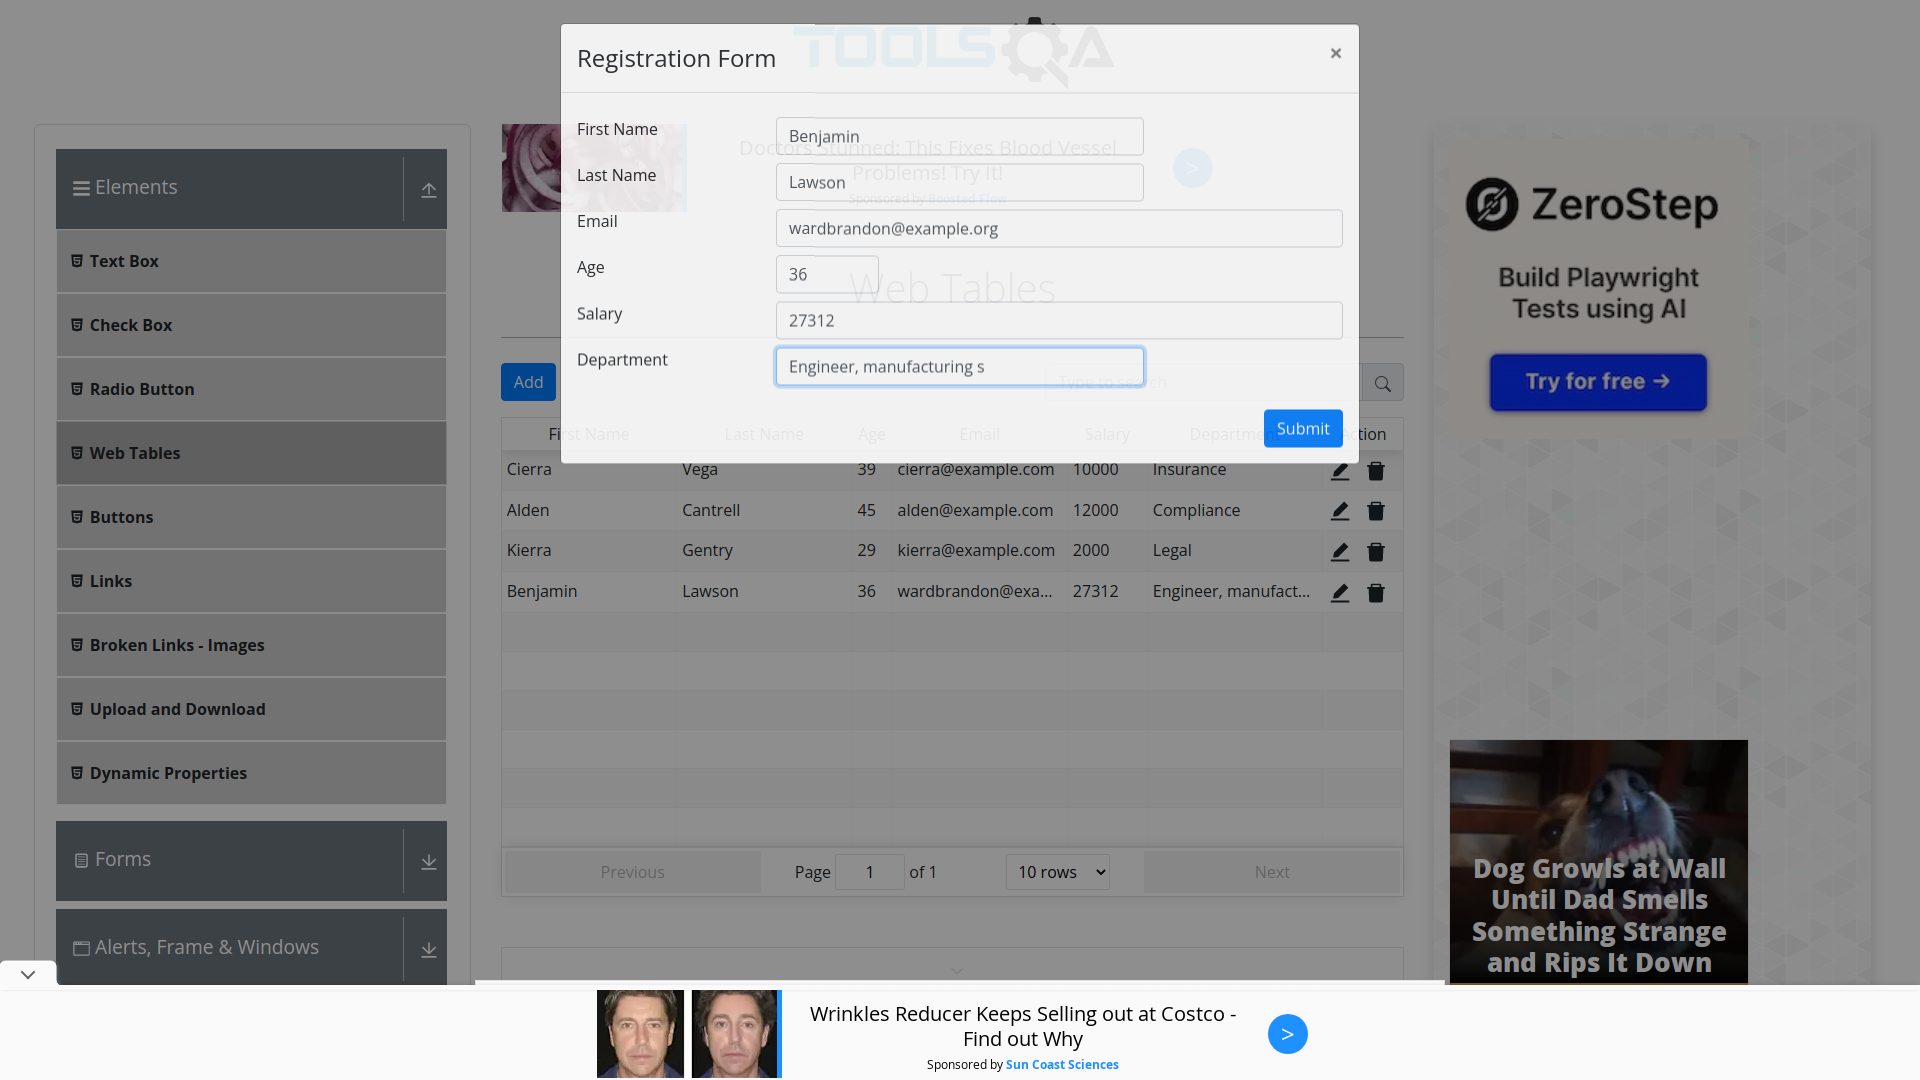 TOOLSQA
Registration Form
×
First Name
Benjamin
Last Name
Lawson
Email
wardbrandon@example.org
Age
36
Salary
27312
Department
Engineer, manufacturing s
Submit
Elements
Text Box
Check Box
Radio Button
Web Tables
Buttons
Links
Broken Links - Images
Upload and Download
Dynamic Properties
Forms
Alerts, Frame & Windows
Doctors Stunned: This Fixes Blood Vessel
Problems! Try It!
Sponsored by Boosted Flow
>
Web Tables
Add
Type to search
First Name Last Name Age Email Salary Department Action
Cierra Vega 39 cierra@example.com 10000 Insurance
Alden Cantrell 45 alden@example.com 12000 Compliance
Kierra Gentry 29 kierra@example.com 2000 Legal
Benjamin Lawson 36 wardbrandon@exa... 27312 Engineer, manufact...
Previous Page 1 of 1 10 rows Next
ZeroStep
Build Playwright
Tests using AI
Try for free →
Dog Growls at Wall
Until Dad Smells
Something Strange
and Rips It Down
Wrinkles Reducer Keeps Selling out at Costco -
Find out Why
Sponsored by Sun Coast Sciences
>